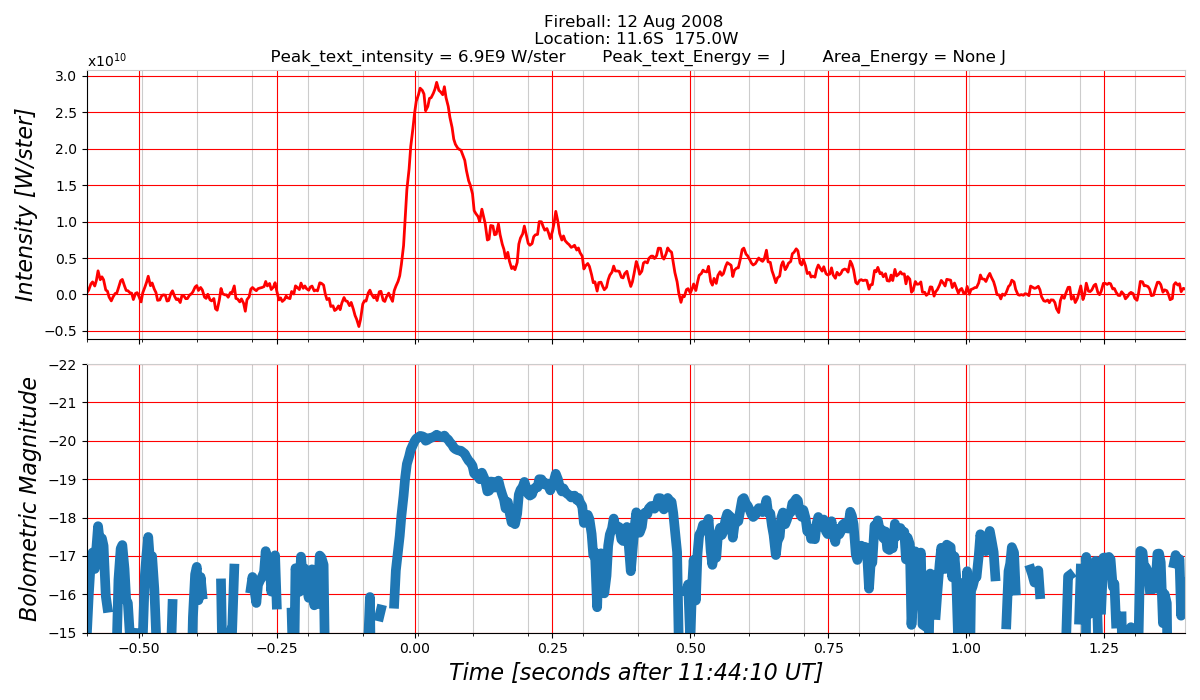 Fireball: 12 Aug 2008
Location: 11.6S 175.0W
Peak_text_intensity = 6.9E9 W/ster Peak_text_Energy = J Area_Energy = None J
x10¹⁰
3.0
2.5
2.0
1.5
1.0
0.5
0.0
−0.5
Intensity [W/ster]
−22
−21
−20
−19
−18
−17
−16
−15
Bolometric Magnitude
−0.50 −0.25 0.00 0.25 0.50 0.75 1.00 1.25
Time [seconds after 11:44:10 UT]